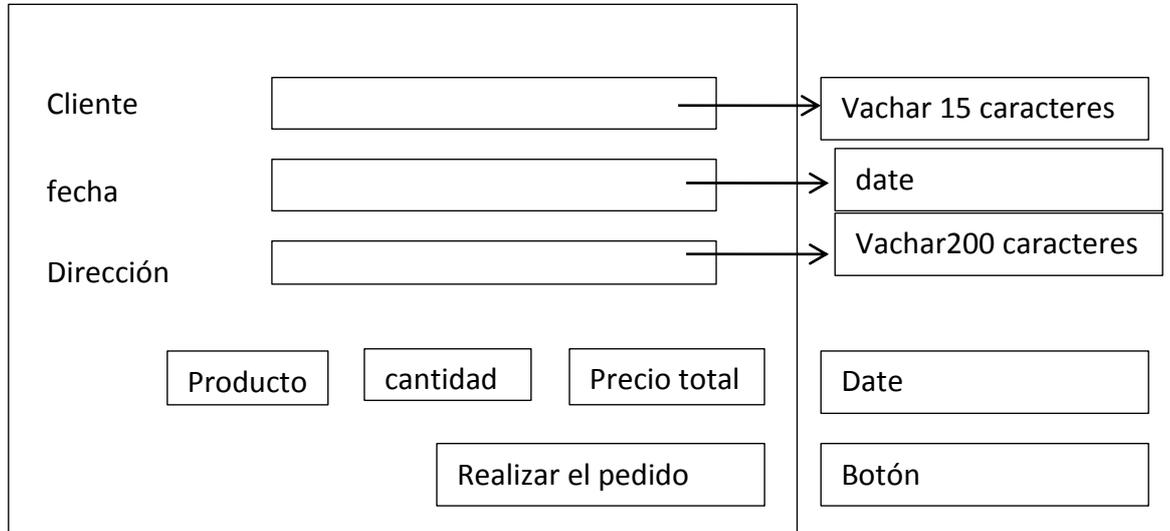 Cliente
Vachar 15 caracteres
fecha
date
Dirección
Vachar200 caracteres
Producto
cantidad
Precio total
Date
Realizar el pedido
Botón